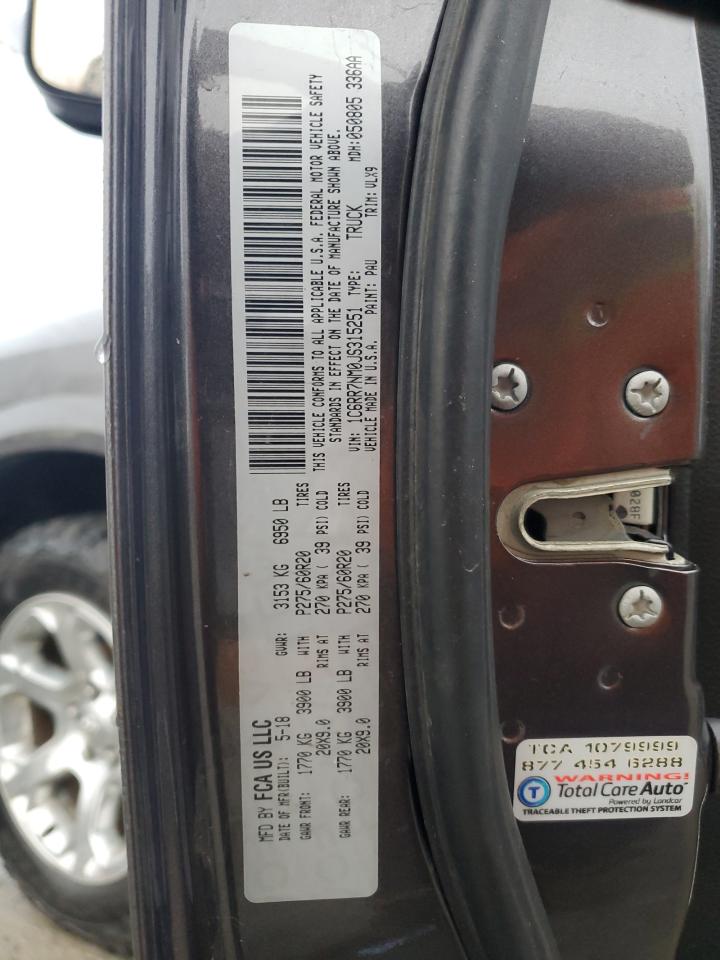 MFD BY FCA US LLC
DATE OF MFR(BUILT): 5-18 GVWR: 3153 KG 6950 LB
GAWR FRONT: 1770 KG 3900 LB WITH P275/60R20 TIRES
20X9.0 RIMS AT 270 KPA ( 39 PSI) COLD
GAWR REAR: 1770 KG 3900 LB WITH P275/60R20 TIRES
20X9.0 RIMS AT 270 KPA ( 39 PSI) COLD
THIS VEHICLE CONFORMS TO ALL APPLICABLE U.S.A. FEDERAL MOTOR VEHICLE SAFETY
STANDARDS IN EFFECT ON THE DATE OF MANUFACTURE SHOWN ABOVE.
VIN: 1C6RR7NM0JS315251 TYPE: TRUCK MDH:050805 336AA
VEHICLE MADE IN U.S.A. PAINT: PAU TRIM: VLX9
TCA 1079999
877 454 6288
WARNING!
T Total Care Auto
Powered by Landcar
TRACEABLE THEFT PROTECTION SYSTEM